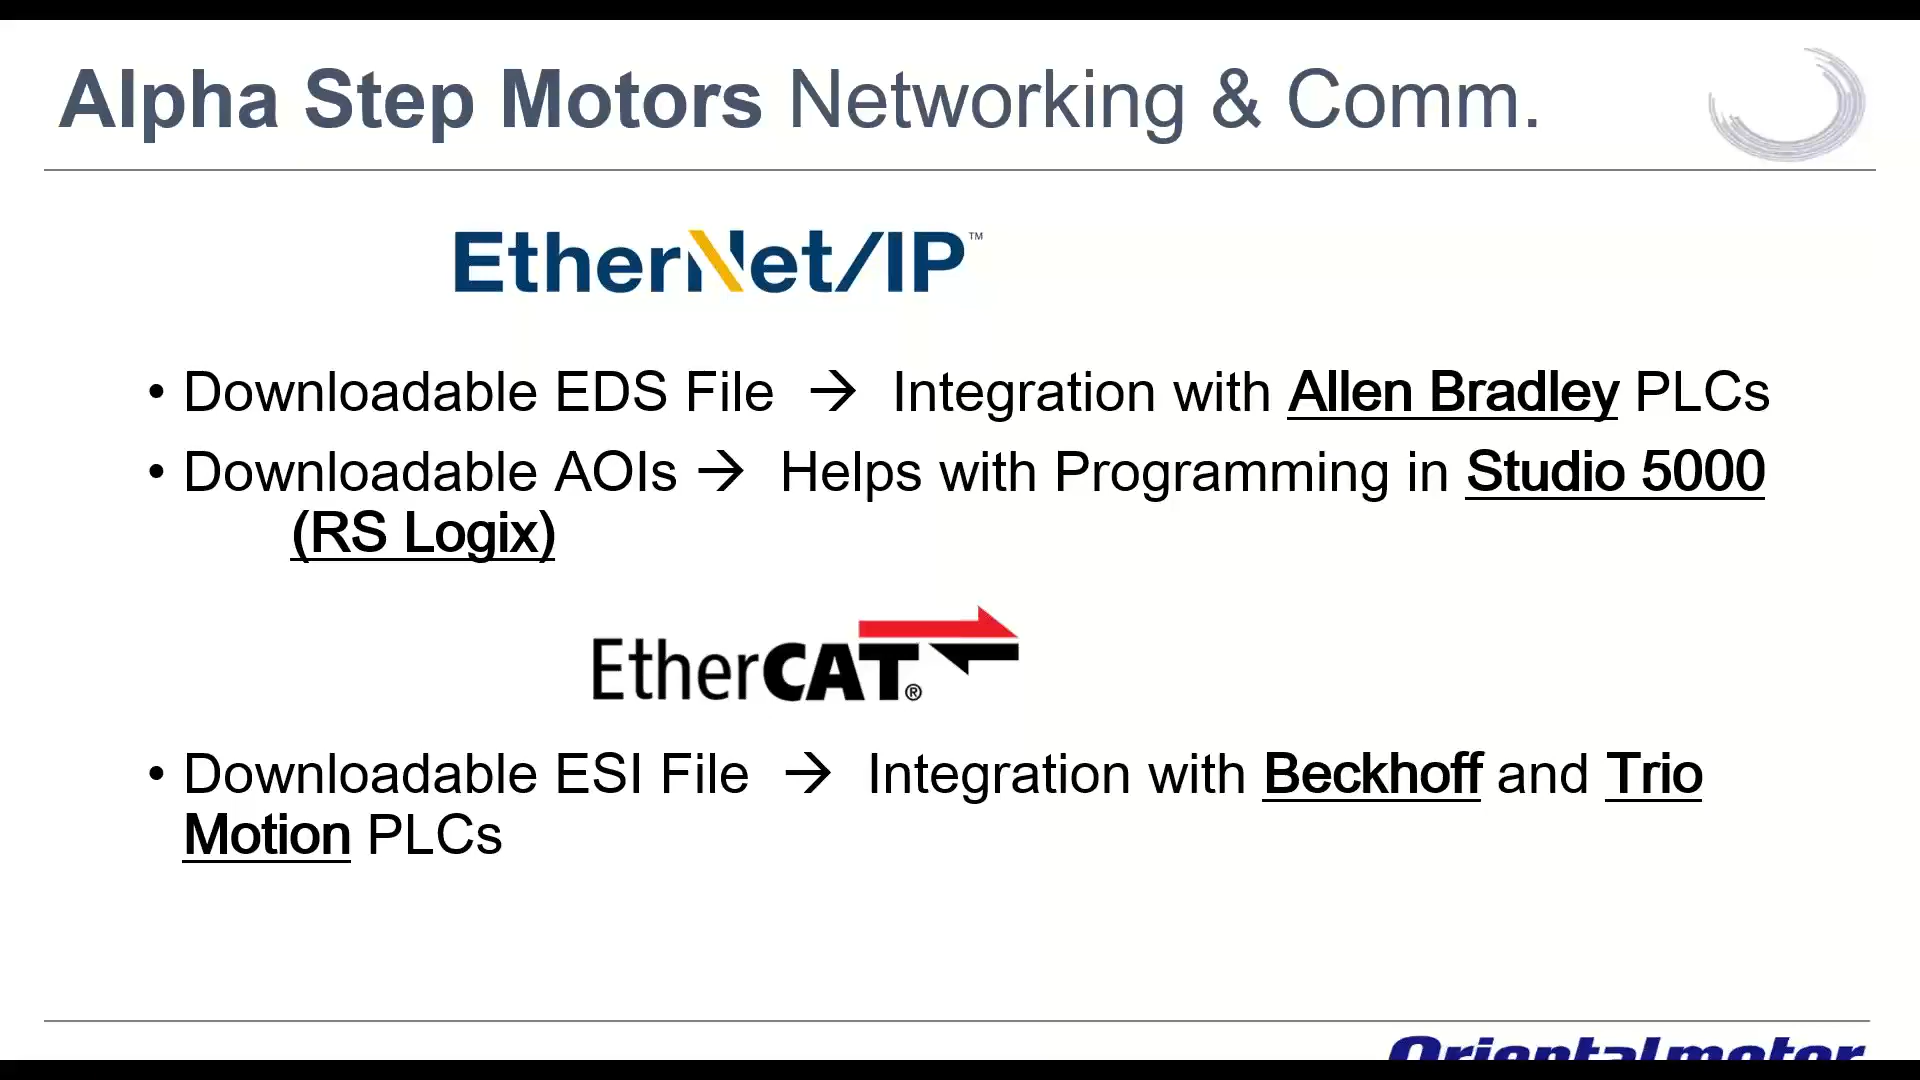 Alpha Step Motors Networking & Comm.
EtherNet/IP™
• Downloadable EDS File → Integration with Allen Bradley PLCs
• Downloadable AOIs → Helps with Programming in Studio 5000
(RS Logix)
EtherCAT®
• Downloadable ESI File → Integration with Beckhoff and Trio
Motion PLCs
Orientalmotor